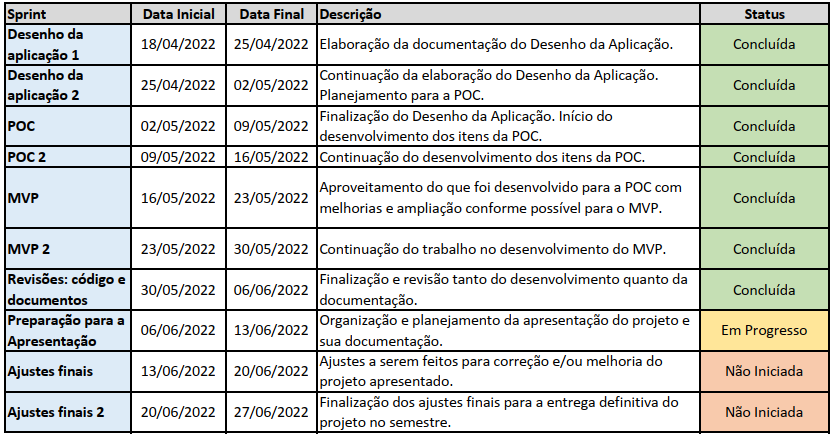 Sprint Data Inicial Data Final Descrição Status
Desenho da
aplicação 1 18/04/2022 25/04/2022 Elaboração da documentação do Desenho da Aplicação. Concluída
Desenho da
aplicação 2 25/04/2022 02/05/2022 Continuação da elaboração do Desenho da Aplicação.
Planejamento para a POC. Concluída
POC 02/05/2022 09/05/2022 Finalização do Desenho da Aplicação. Início do
desenvolvimento dos itens da POC. Concluída
POC 2 09/05/2022 16/05/2022 Continuação do desenvolvimento dos itens da POC. Concluída
MVP 16/05/2022 23/05/2022 Aproveitamento do que foi desenvolvido para a POC com
melhorias e ampliação conforme possível para o MVP. Concluída
MVP 2 23/05/2022 30/05/2022 Continuação do trabalho no desenvolvimento do MVP. Concluída
Revisões: código e
documentos 30/05/2022 06/06/2022 Finalização e revisão tanto do desenvolvimento quanto da
documentação. Concluída
Preparação para a
Apresentação 06/06/2022 13/06/2022 Organização e planejamento da apresentação do projeto e
sua documentação. Em Progresso
Ajustes finais 13/06/2022 20/06/2022 Ajustes a serem feitos para correção e/ou melhoria do
projeto apresentado. Não Iniciada
Ajustes finais 2 20/06/2022 27/06/2022 Finalização dos ajustes finais para a entrega definitiva do
projeto no semestre. Não Iniciada